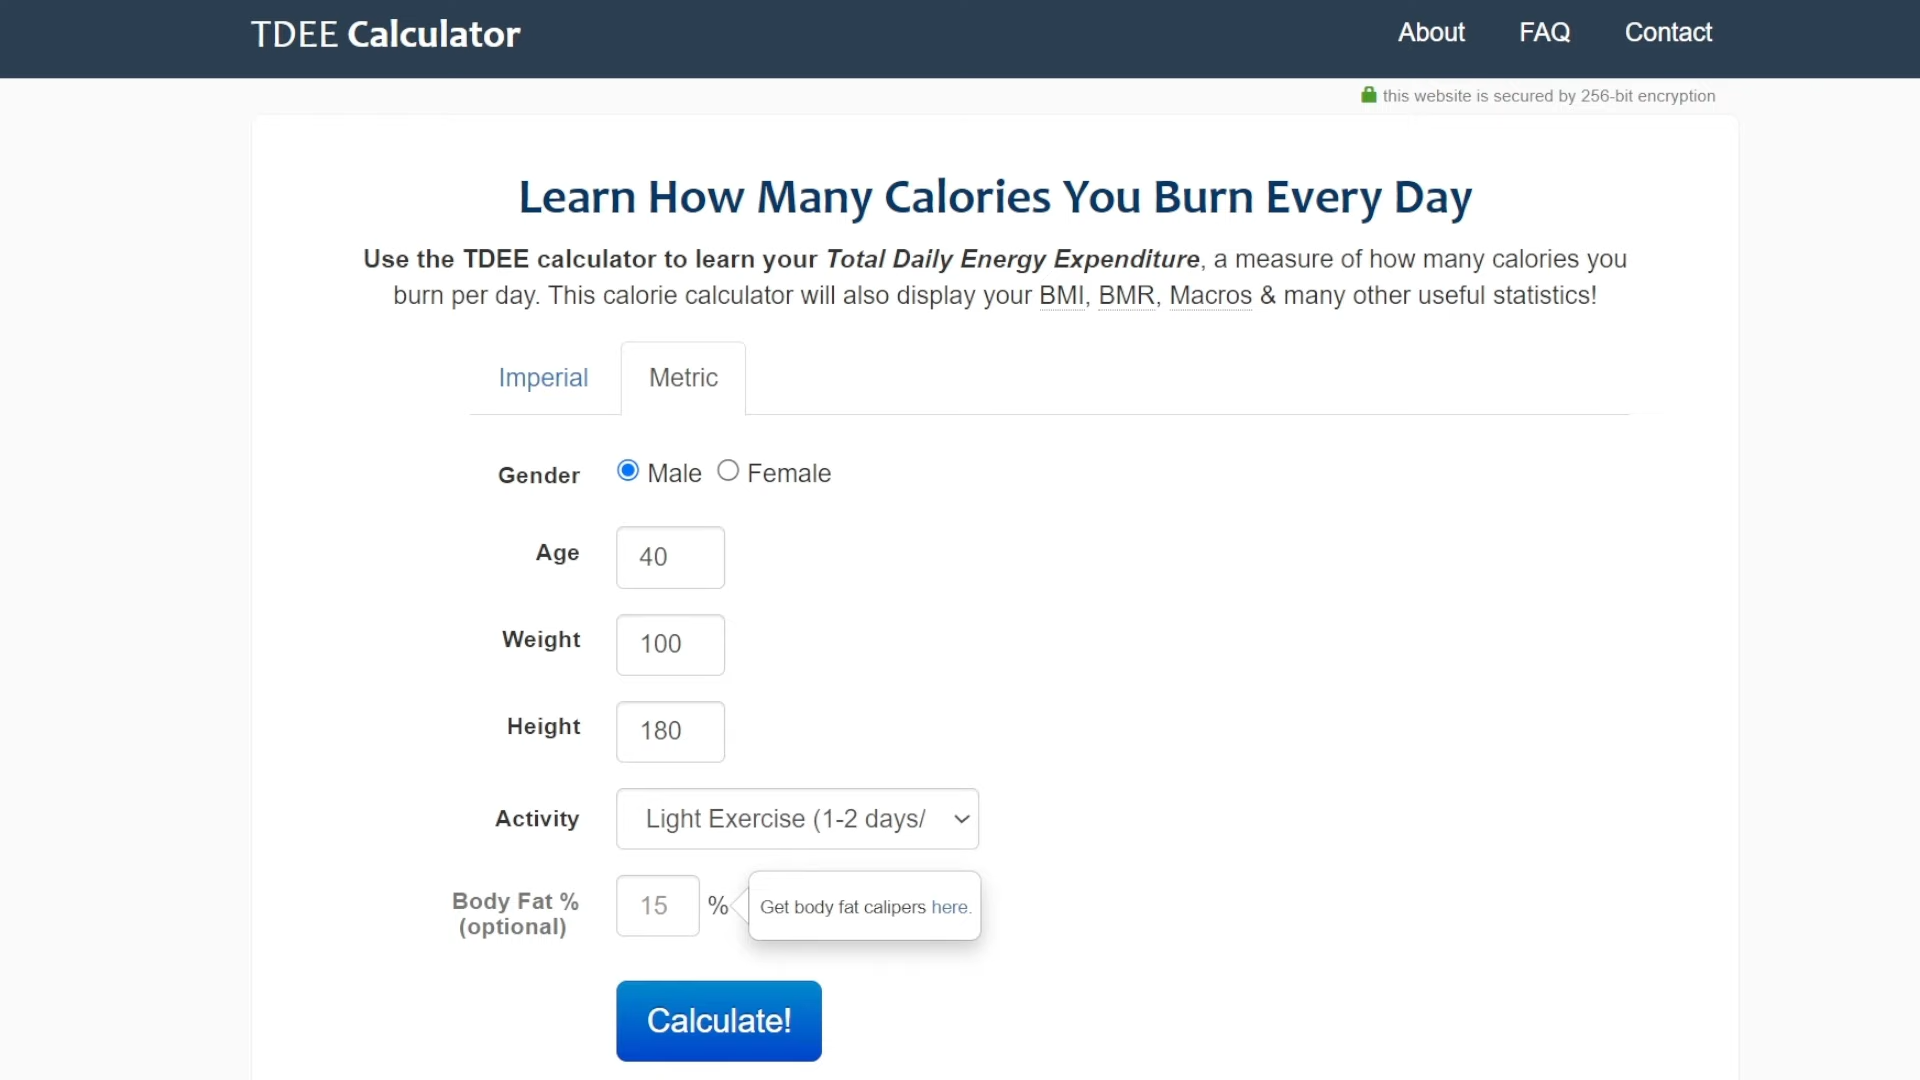 TDEE Calculator
About FAQ Contact
this website is secured by 256-bit encryption
Learn How Many Calories You Burn Every Day
Use the TDEE calculator to learn your Total Daily Energy Expenditure, a measure of how many calories you
burn per day. This calorie calculator will also display your BMI, BMR, Macros & many other useful statistics!
Imperial Metric
Gender Male Female
Age 40
Weight 100
Height 180
Activity Light Exercise (1-2 days/
Body Fat % (optional) 15 % Get body fat calipers here.
Calculate!